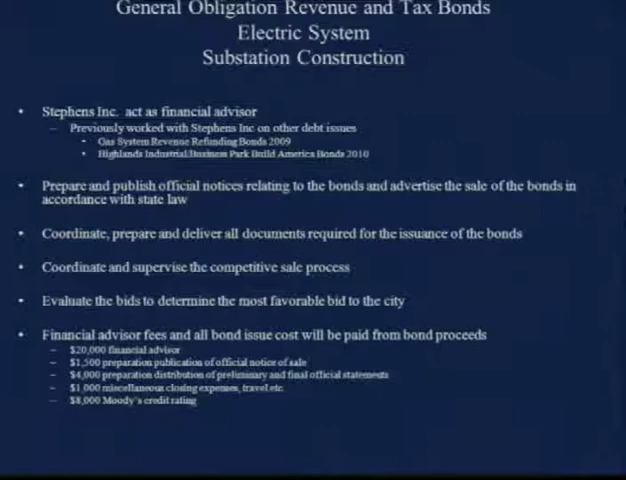 General Obligation Revenue and Tax Bonds
Electric System
Substation Construction
• Stephens Inc. act as financial advisor
– Previously worked with Stephens Inc on other debt issues
• Gas System Revenue Refunding Bonds 2009
• Highlands Industrial/Business Park Build America Bonds 2010
• Prepare and publish official notices relating to the bonds and advertise the sale of the bonds in
accordance with state law
• Coordinate, prepare and deliver all documents required for the issuance of the bonds
• Coordinate and supervise the competitive sale process
• Evaluate the bids to determine the most favorable bid to the city
• Financial advisor fees and all bond issue cost will be paid from bond proceeds
– $20,000 financial advisor
– $1,500 preparation publication of official notice of sale
– $4,000 preparation distribution of preliminary and final official statements
– $1,000 miscellaneous closing expenses, travel etc
– $8,000 Moody's credit rating